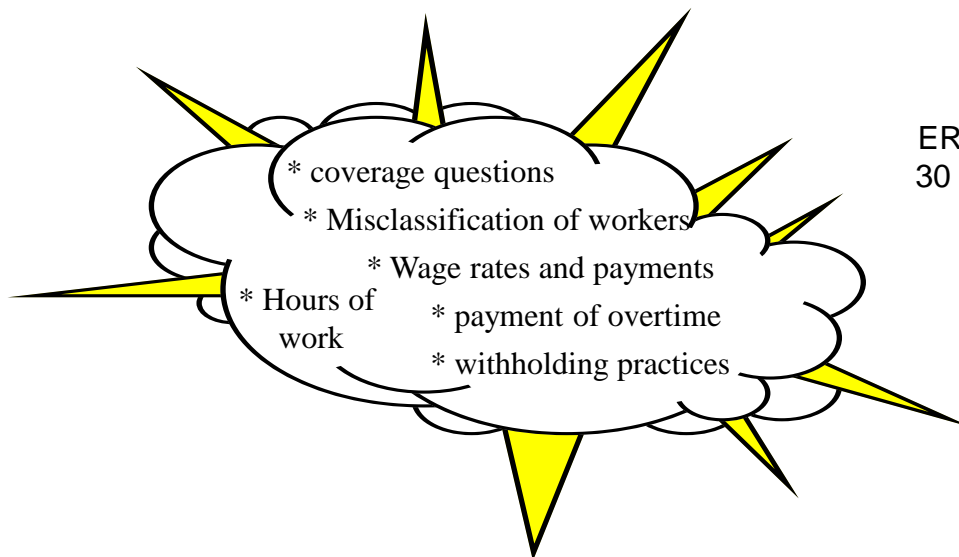 * coverage questions
* Misclassification of workers
* Wage rates and payments
* Hours of
work
* payment of overtime
* withholding practices
ER
30